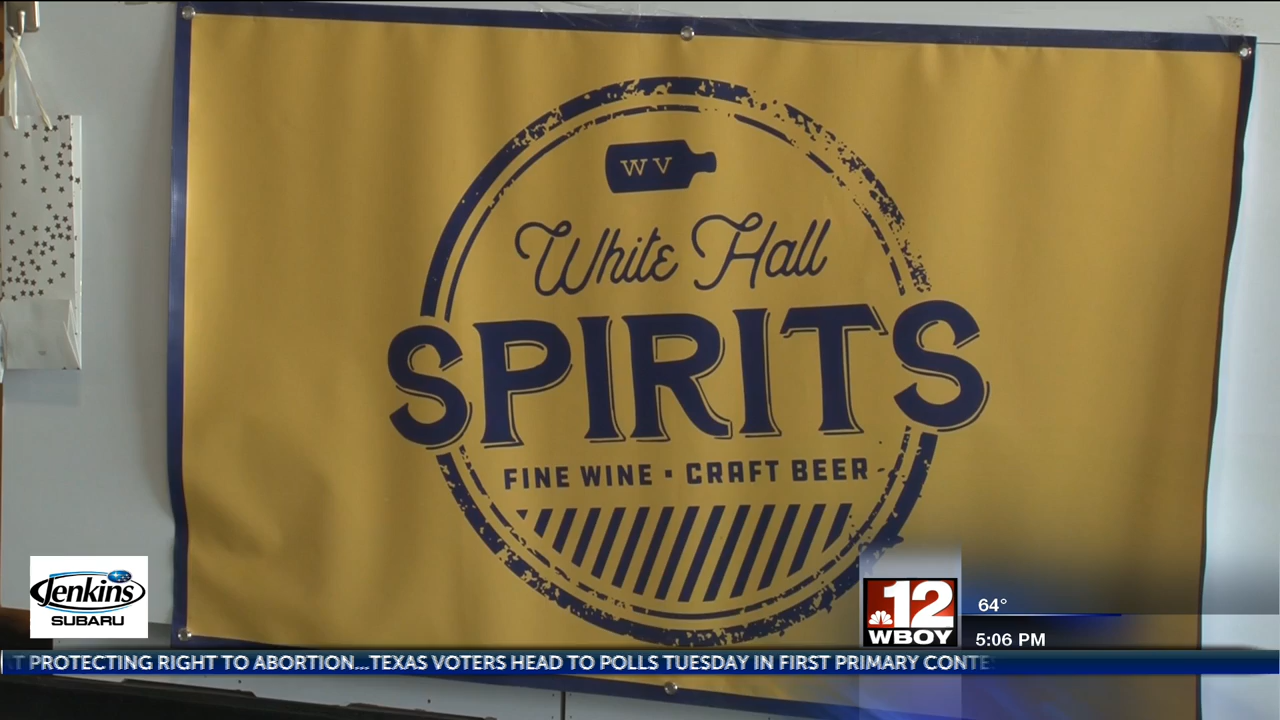 WV
White Hall
SPIRITS
FINE WINE ▪ CRAFT BEER
Jenkins
SUBARU
12
WBOY
64°
5:06 PM
PROTECTING RIGHT TO ABORTION...TEXAS VOTERS HEAD TO POLLS TUESDAY IN FIRST PRIMARY